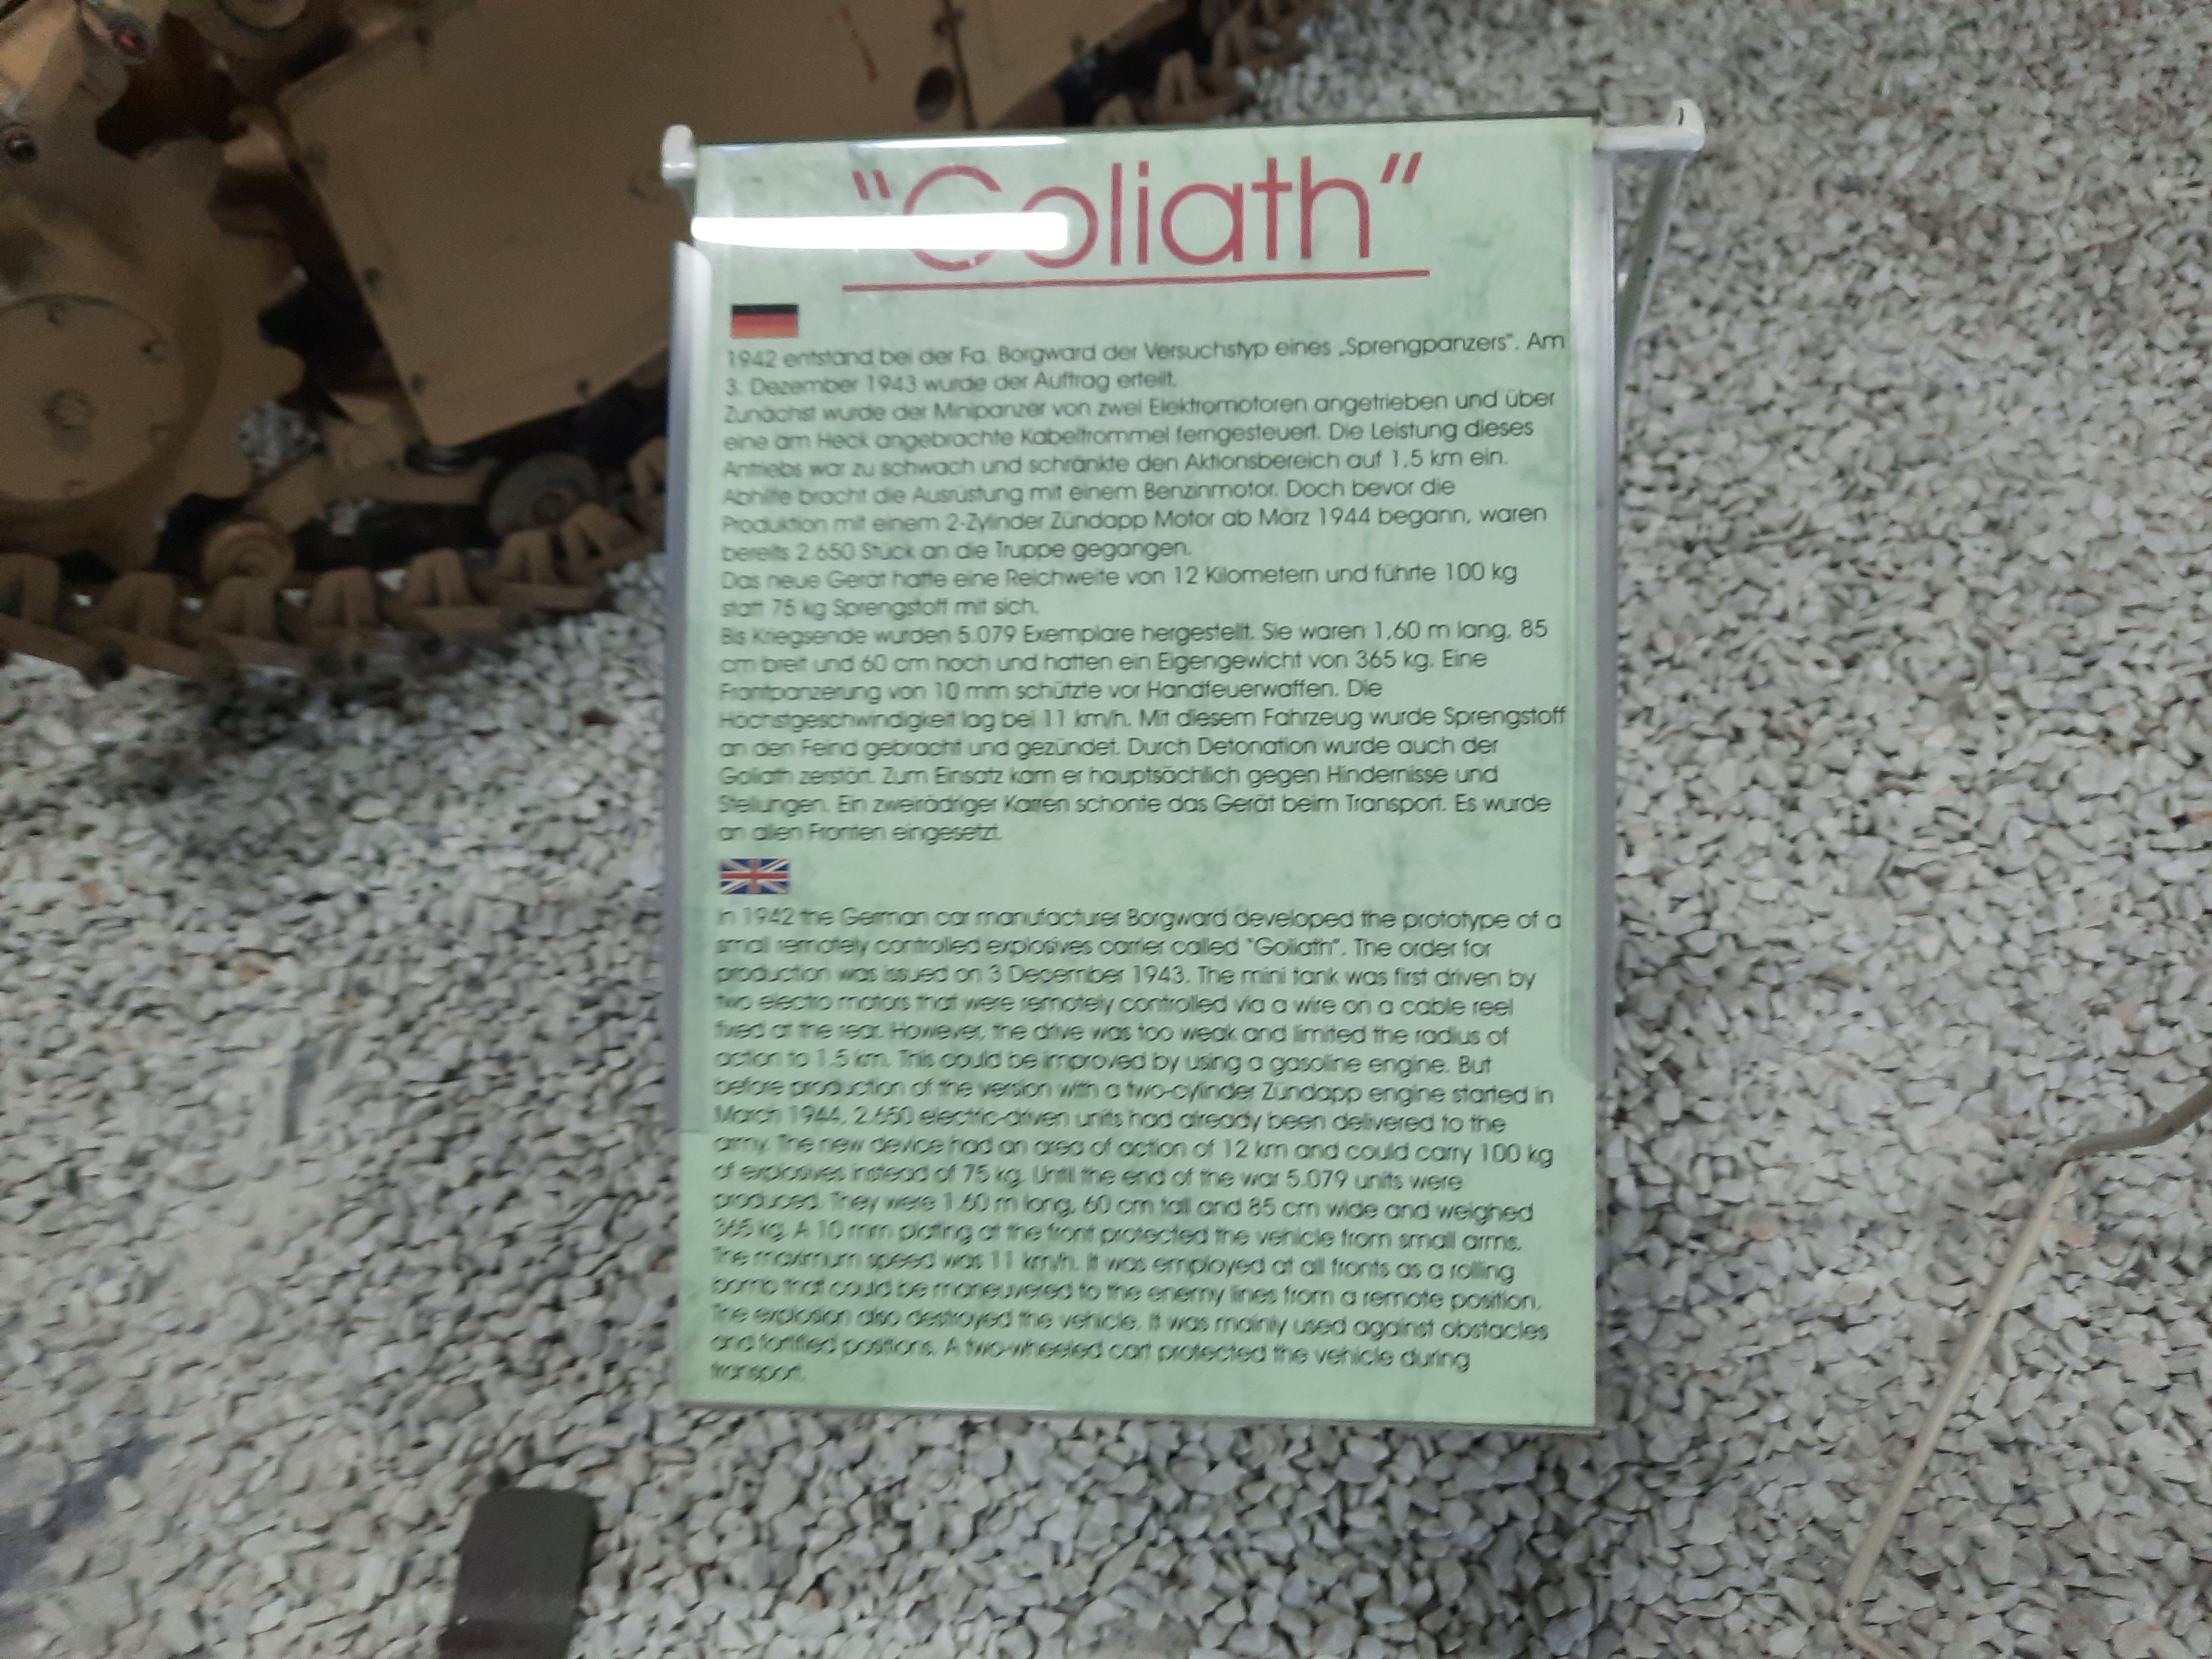 "Goliath"
1942 entstand bei der Fa. Borgward der Versuchstyp eines „Sprengpanzers". Am
3. Dezember 1943 wurde der Auftrag erteilt.
Zunächst wurde der Minipanzer von zwei Elektromotoren angetrieben und über
eine am Heck angebrachte Kabeltrommel ferngesteuert. Die Leistung dieses
Antriebs war zu schwach und schränkte den Aktionsbereich auf 1,5 km ein.
Abhilfe bracht die Ausrüstung mit einem Benzinmotor. Doch bevor die
Produktion mit einem 2-Zylinder Zündapp Motor ab März 1944 begann, waren
bereits 2.650 Stück an die Truppe gegangen.
Das neue Gerät hatte eine Reichweite von 12 Kilometern und führte 100 kg
statt 75 kg Sprengstoff mit sich.
Bis Kriegsende wurden 5.079 Exemplare hergestellt. Sie waren 1,60 m lang, 85
cm breit und 60 cm hoch und hatten ein Eigengewicht von 365 kg. Eine
Frontpanzerung von 10 mm schützte vor Handfeuerwaffen. Die
Höchstgeschwindigkeit lag bei 11 km/h. Mit diesem Fahrzeug wurde Sprengstoff
an den Feind gebracht und gezündet. Durch Detonation wurde auch der
Goliath zerstört. Zum Einsatz kam er hauptsächlich gegen Hindernisse und
Stellungen. Ein zweirädriger Karren schonte das Gerät beim Transport. Es wurde
an allen Fronten eingesetzt.
In 1942 the German car manufacturer Borgward developed the prototype of a
small remotely controlled explosives carrier called "Goliath". The order for
production was issued on 3 December 1943. The mini tank was first driven by
two electro motors that were remotely controlled via a wire on a cable reel
fixed at the rear. However, the drive was too weak and limited the radius of
action to 1.5 km. This could be improved by using a gasoline engine. But
before production of the version with a two-cylinder Zündapp engine started in
March 1944, 2.650 electric-driven units had already been delivered to the
army. The new device had an area of action of 12 km and could carry 100 kg
of explosives instead of 75 kg. Until the end of the war 5.079 units were
produced. They were 1.60 m long, 60 cm tall and 85 cm wide and weighed
365 kg. A 10 mm plating at the front protected the vehicle from small arms.
The maximum speed was 11 km/h. It was employed at all fronts as a rolling
bomb that could be maneuvered to the enemy lines from a remote position.
The explosion also destroyed the vehicle. It was mainly used against obstacles
and fortified positions. A two-wheeled cart protected the vehicle during
transport.